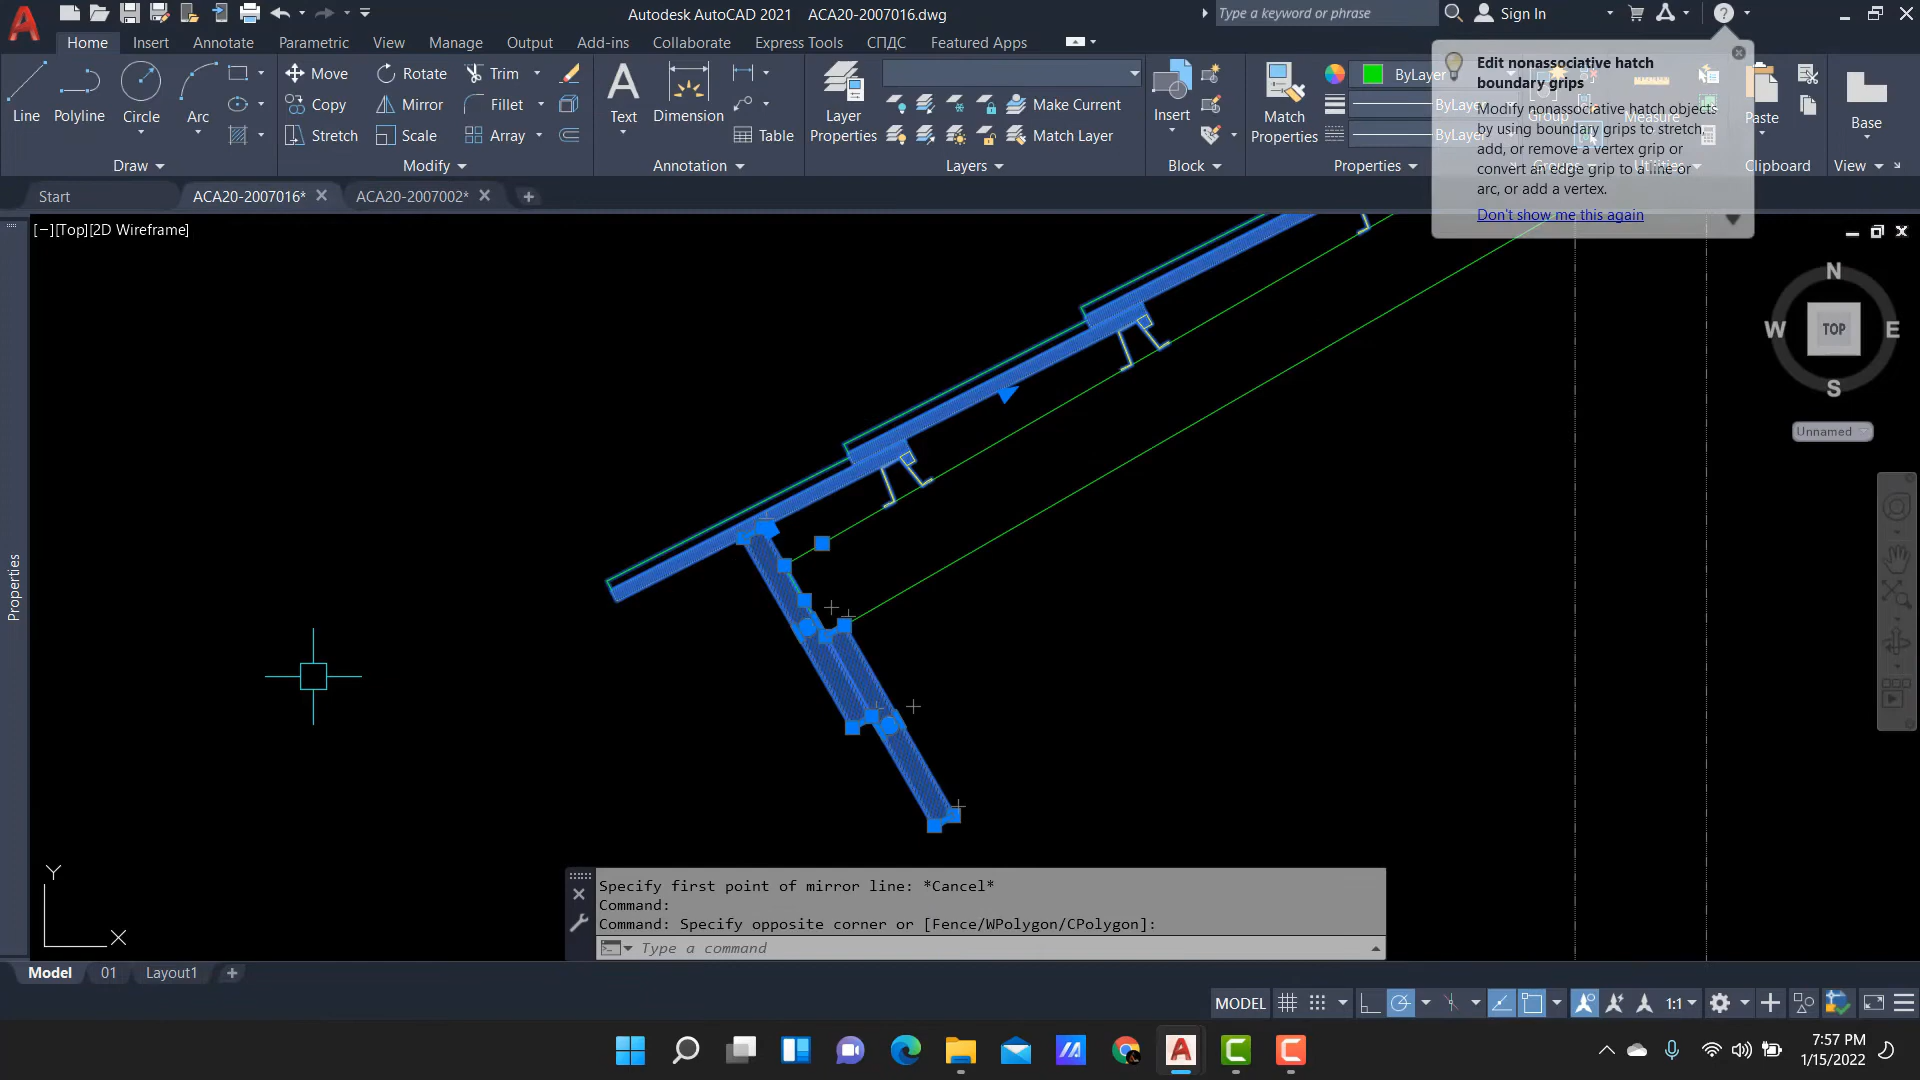 Autodesk AutoCAD 2021 ACA20-2007016.dwg
Type a keyword or phrase
Sign In
Home Insert Annotate Parametric View Manage Output Add-ins Collaborate Express Tools СПДС Featured Apps
Line Polyline Circle Arc
Move Rotate Trim
Copy Mirror Fillet
Stretch Scale Array
Text Dimension Table
Layer Properties
Make Current
Match Layer
Insert
Match Properties
ByLayer
ByLayer
ByLayer
Group
Measure
Paste
Base
Draw Modify Annotation Layers Block Properties Groups Utilities Clipboard View
Edit nonassociative hatch
boundary grips
Modify nonassociative hatch objects
by using boundary grips to stretch,
add, or remove a vertex grip or
convert an edge grip to a line or
arc, or add a vertex.
Don't show me this again
Start ACA20-2007016* ACA20-2007002*
[−][Top][2D Wireframe]
N
W TOP E
S
Unnamed
Properties
Y
X
Specify first point of mirror line: *Cancel*
Command:
Command: Specify opposite corner or [Fence/WPolygon/CPolygon]:
Type a command
Model 01 Layout1
MODEL 1:1
7:57 PM
1/15/2022